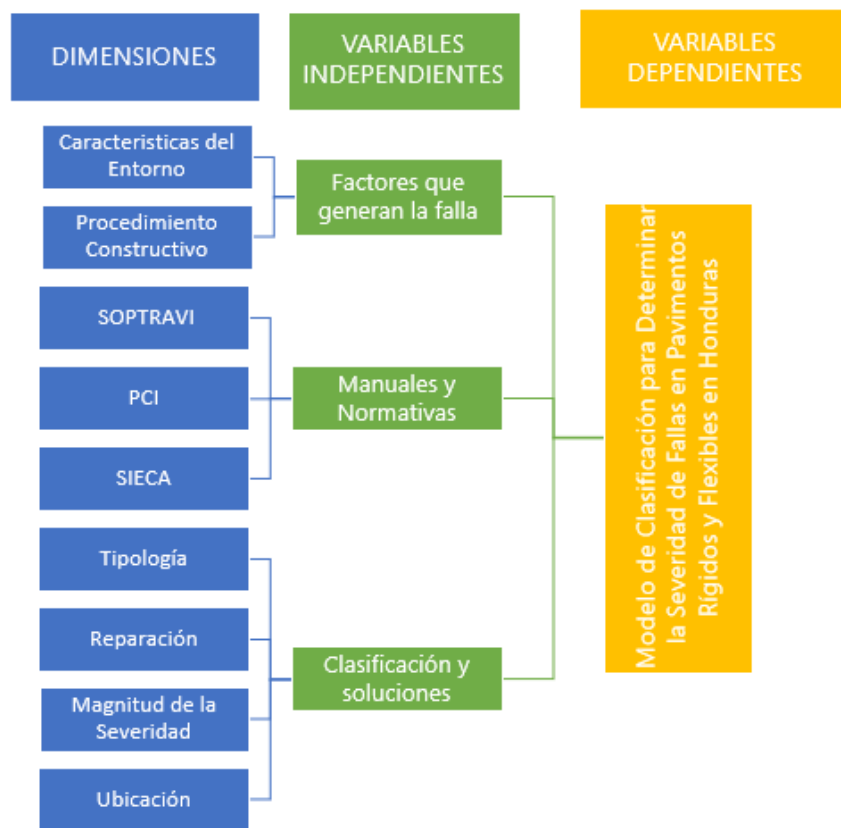 DIMENSIONES
VARIABLES
INDEPENDIENTES
VARIABLES
DEPENDIENTES
Caracteristicas del
Entorno
Procedimiento
Constructivo
SOPTRAVI
PCI
SIECA
Tipología
Reparación
Magnitud de la
Severidad
Ubicación
Factores que
generan la falla
Manuales y
Normativas
Clasificación y
soluciones
Modelo de Clasificación para Determinar
la Severidad de Fallas en Pavimentos
Rígidos y Flexibles en Honduras